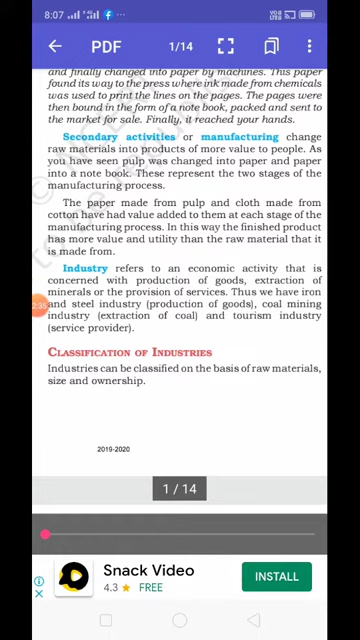 8:07
PDF
1/14
and finally changed into paper by machines. This paper
found its way to the press where ink made from chemicals
was used to print the lines on the pages. The pages were
then bound in the form of a note book, packed and sent to
the market for sale. Finally, it reached your hands.
Secondary activities or manufacturing change
raw materials into products of more value to people. As
you have seen pulp was changed into paper and paper
into a note book. These represent the two stages of the
manufacturing process.
The paper made from pulp and cloth made from
cotton have had value added to them at each stage of the
manufacturing process. In this way the finished product
has more value and utility than the raw material that it
is made from.
Industry refers to an economic activity that is
concerned with production of goods, extraction of
minerals or the provision of services. Thus we have iron
and steel industry (production of goods), coal mining
industry (extraction of coal) and tourism industry
(service provider).
CLASSIFICATION OF INDUSTRIES
Industries can be classified on the basis of raw materials,
size and ownership.
2019-2020
1 / 14
Snack Video
4.3 ★ FREE
INSTALL